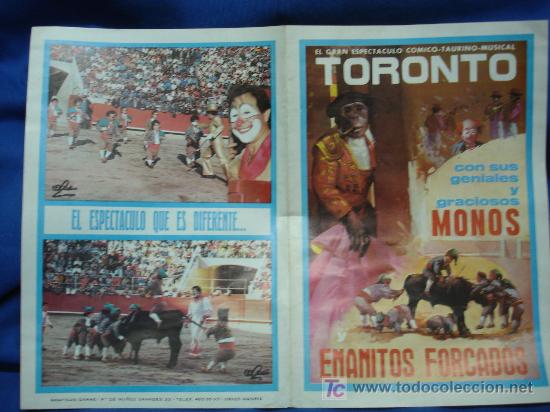 EL ESPECTACULO QUE ES DIFERENTE...
EL GRAN ESPECTACULO COMICO-TAURINO-MUSICAL
TORONTO
con sus
geniales
y
graciosos
MONOS
y
ENANITOS FORCADOS
todocoleccion
www.todocoleccion.net